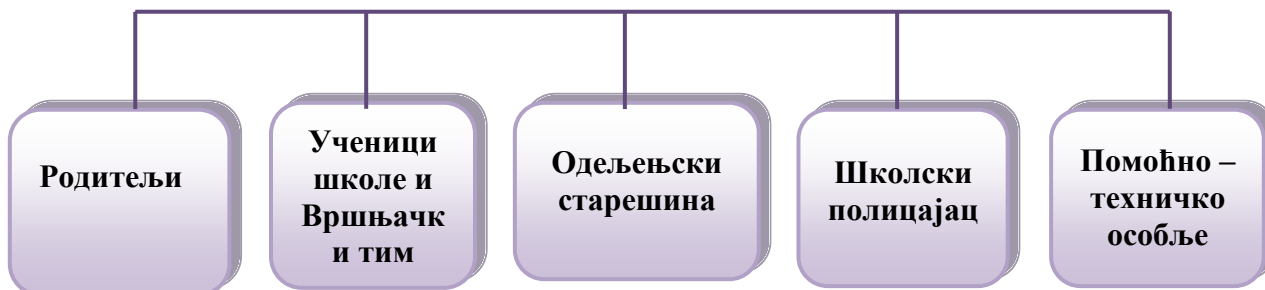 Родитељи
Ученици
школе и
Вршњачк
и тим
Одељењски
старешина
Школски
полицајац
Помоћно –
техничко
особље